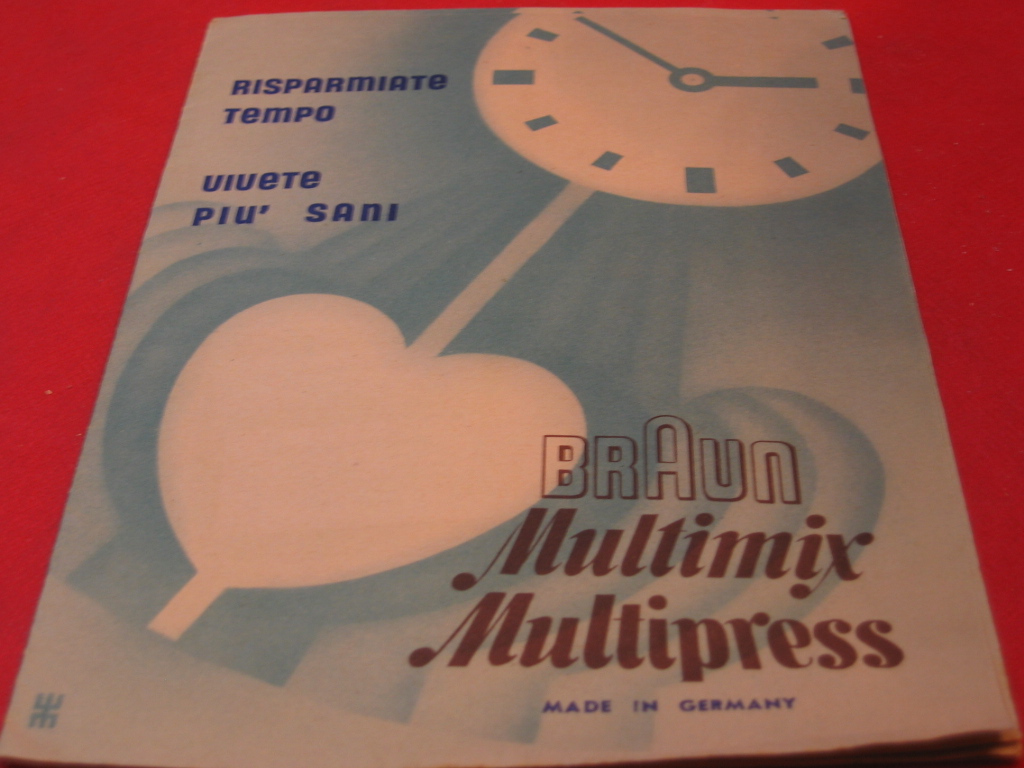 RISPARMIATE
TEMPO
VIVETE
PIU' SANI
BRAUN
Multimix
Multipress
MADE IN GERMANY